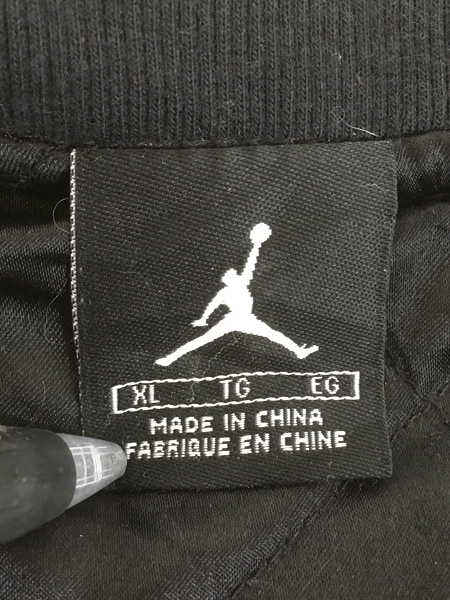 XL TG EG
MADE IN CHINA
FABRIQUE EN CHINE